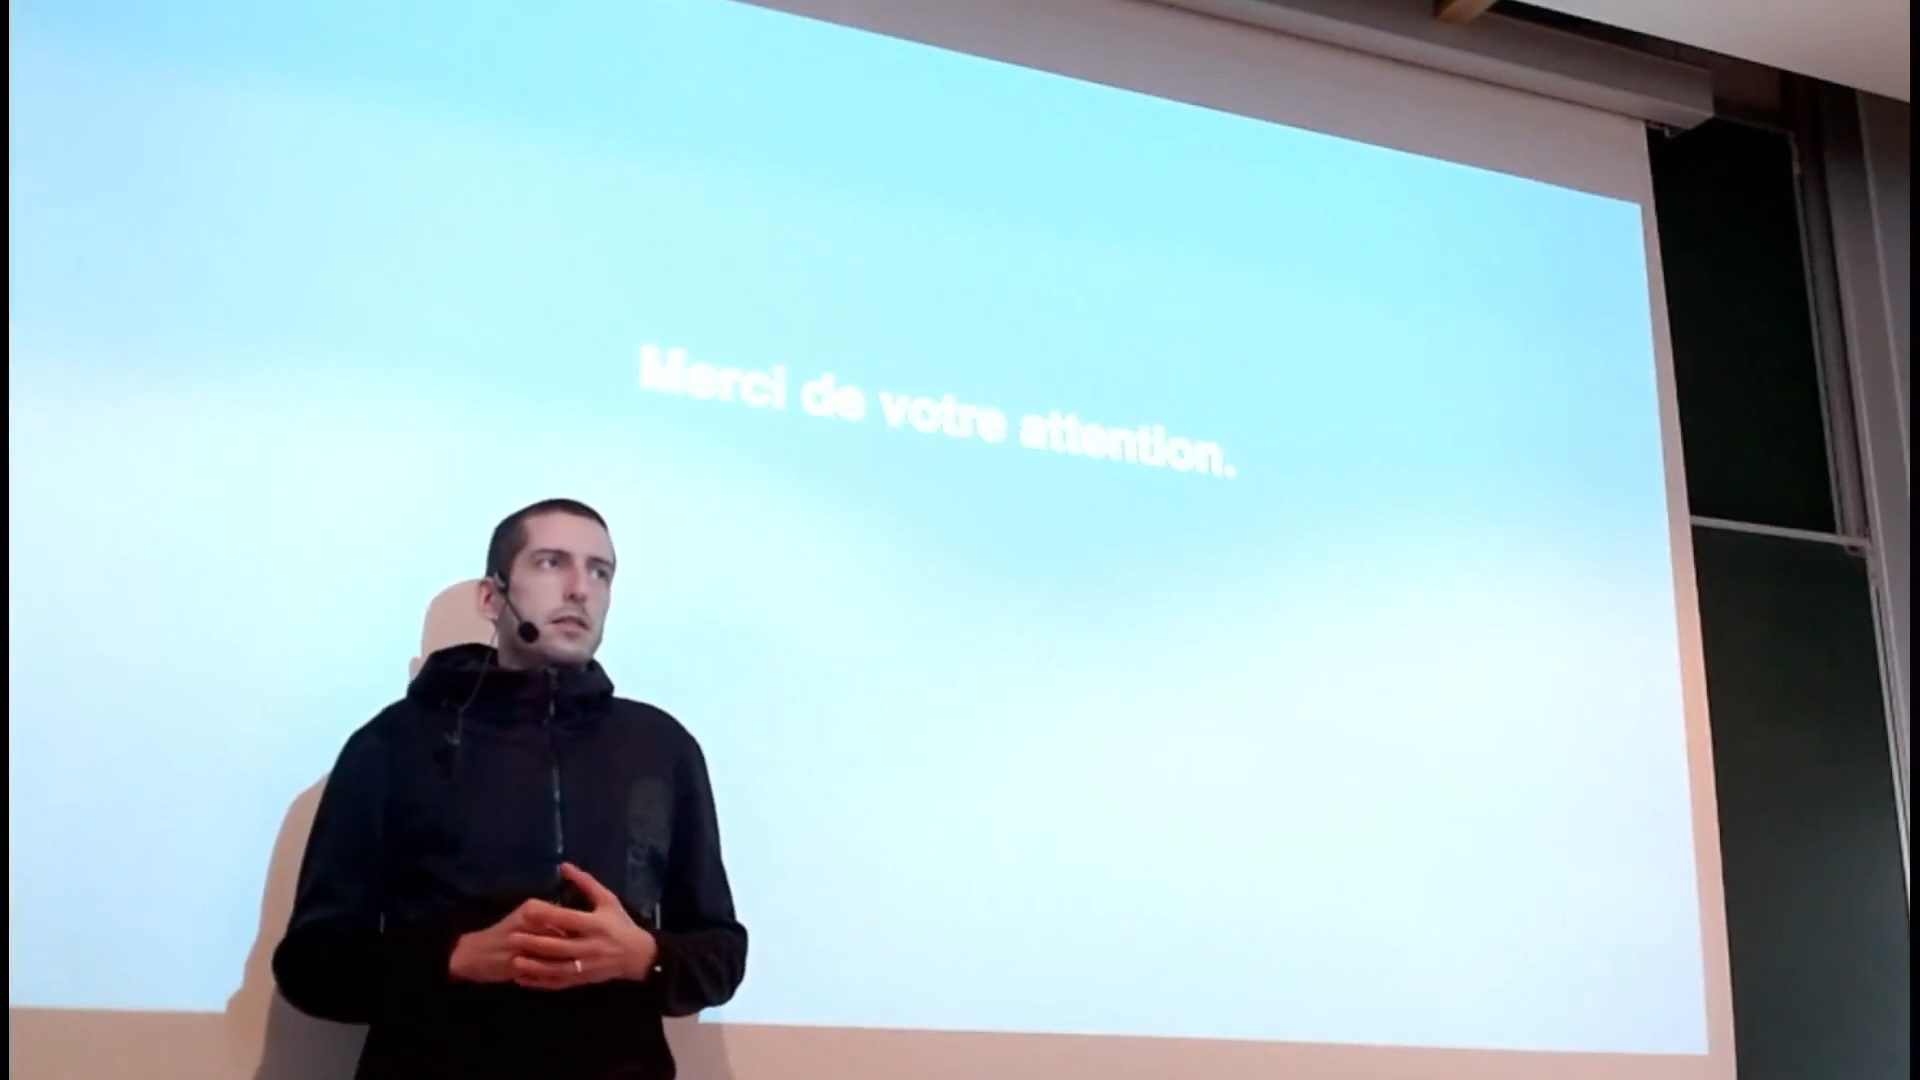 Merci de votre attention.